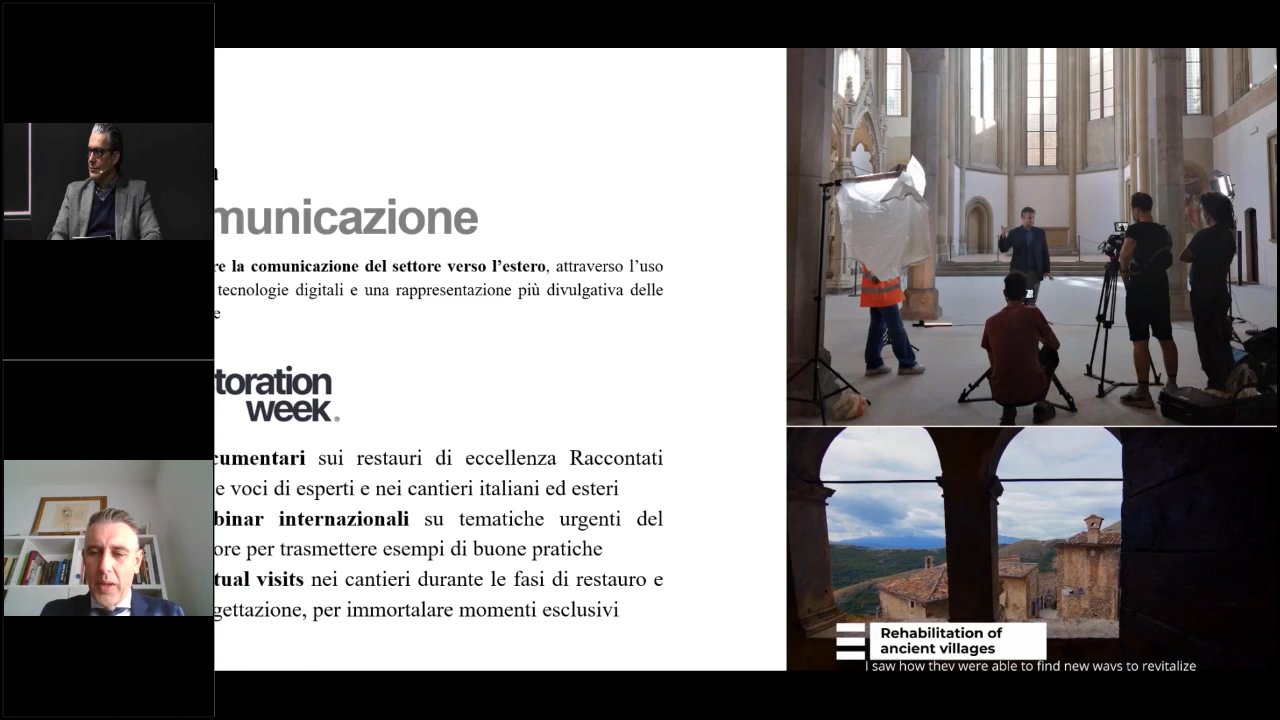 municazione
re la comunicazione del settore verso l’estero, attraverso l’uso
tecnologie digitali e una rappresentazione più divulgativa delle
e
toration
week®
cumentari sui restauri di eccellenza Raccontati
e voci di esperti e nei cantieri italiani ed esteri
binar internazionali su tematiche urgenti del
ore per trasmettere esempi di buone pratiche
tual visits nei cantieri durante le fasi di restauro e
gettazione, per immortalare momenti esclusivi
Rehabilitation of
ancient villages
I saw how they were able to find new ways to revitalize